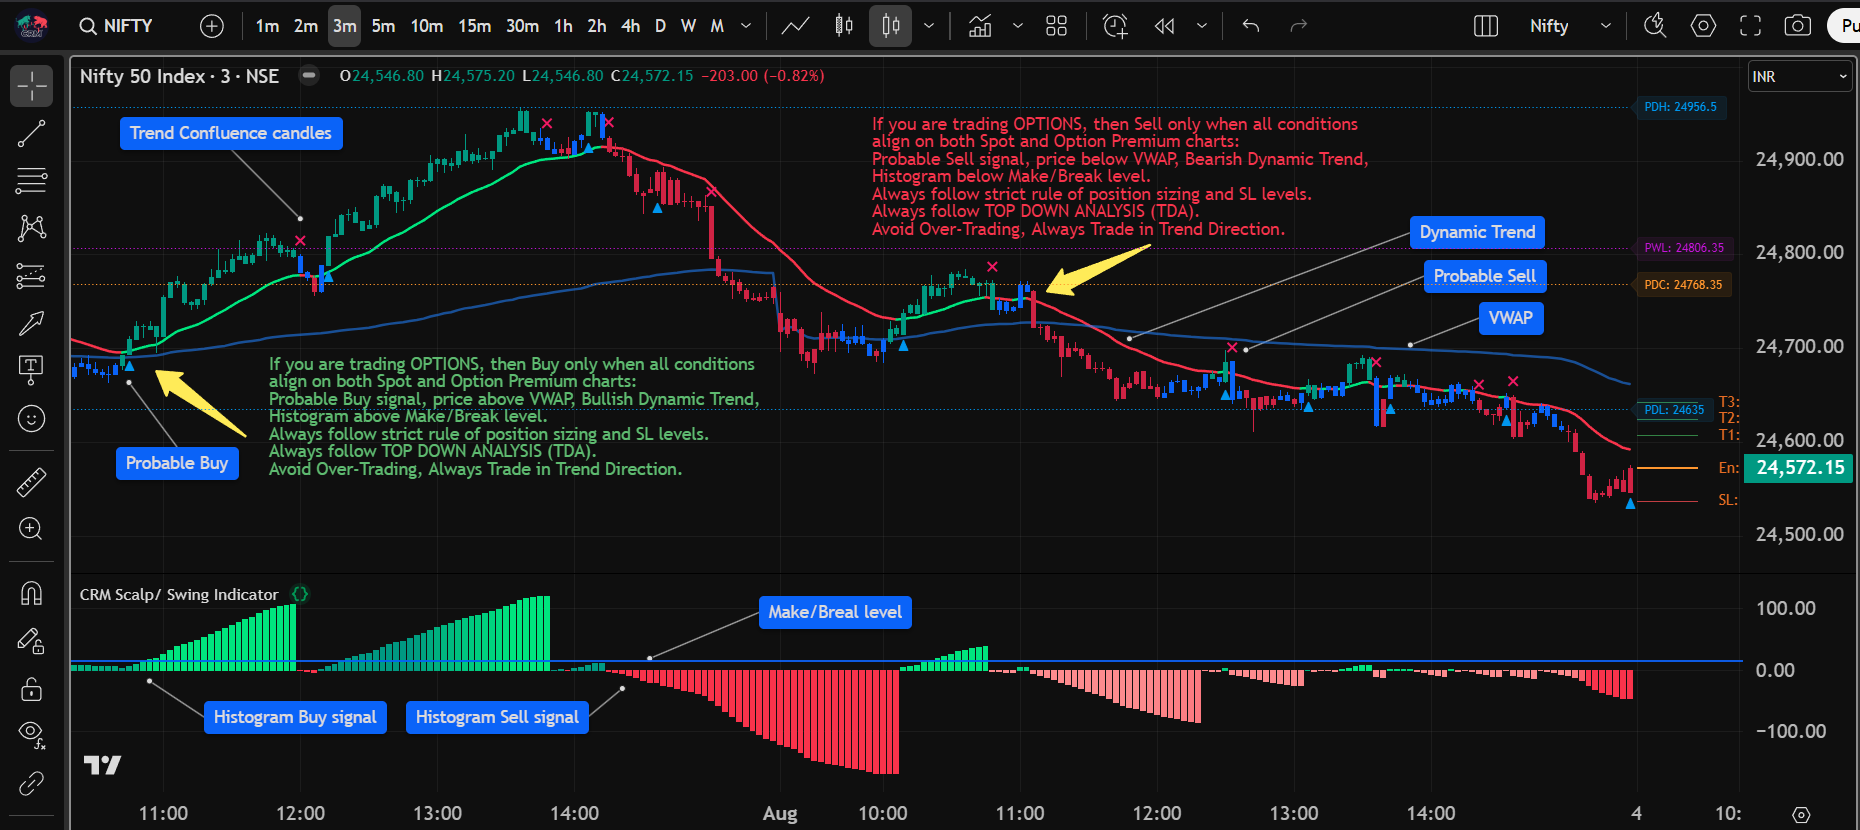 NIFTY
1m 2m 3m 5m 10m 15m 30m 1h 2h 4h D W M
Nifty
Pu
Nifty 50 Index · 3 · NSE
O24,546.80 H24,575.20 L24,546.80 C24,572.15 −203.00 (−0.82%)
INR
Trend Confluence candles
If you are trading OPTIONS, then Sell only when all conditions
align on both Spot and Option Premium charts:
Probable Sell signal, price below VWAP, Bearish Dynamic Trend,
Histogram below Make/Break level.
Always follow strict rule of position sizing and SL levels.
Always follow TOP DOWN ANALYSIS (TDA).
Avoid Over-Trading, Always Trade in Trend Direction.
Dynamic Trend
Probable Sell
VWAP
PDH: 24956.5
PWL: 24806.35
PDC: 24768.35
PDL: 24635
T3:
T2:
T1:
En:
SL:
24,900.00
24,800.00
24,700.00
24,600.00
24,572.15
24,500.00
If you are trading OPTIONS, then Buy only when all conditions
align on both Spot and Option Premium charts:
Probable Buy signal, price above VWAP, Bullish Dynamic Trend,
Histogram above Make/Break level.
Always follow strict rule of position sizing and SL levels.
Always follow TOP DOWN ANALYSIS (TDA).
Avoid Over-Trading, Always Trade in Trend Direction.
Probable Buy
CRM Scalp/ Swing Indicator
Make/Breal level
Histogram Buy signal
Histogram Sell signal
100.00
0.00
−100.00
11:00 12:00 13:00 14:00 Aug 10:00 11:00 12:00 13:00 14:00 4 10: